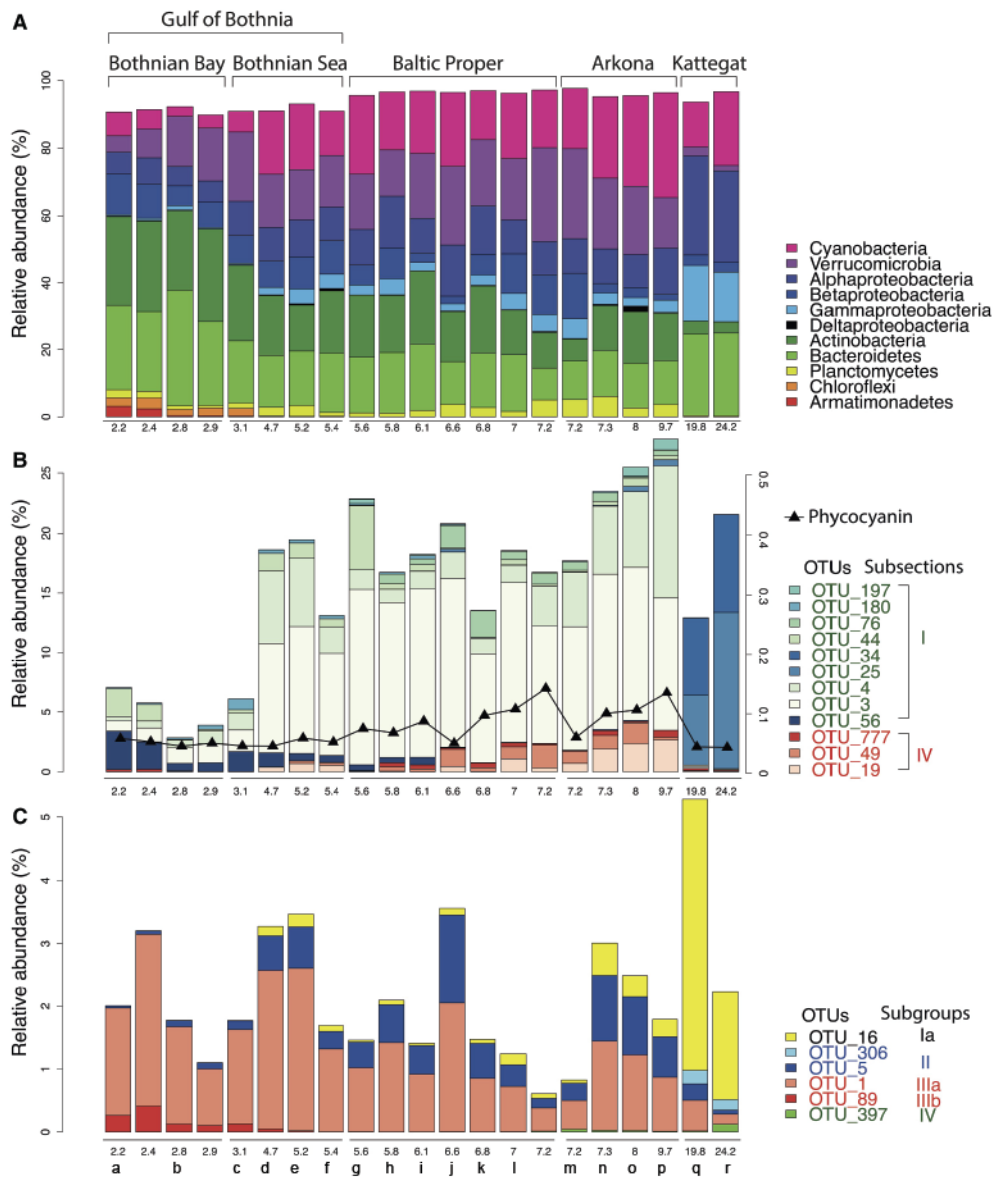 A
Gulf of Bothnia
Bothnian Bay Bothnian Sea Baltic Proper Arkona Kattegat
Relative abundance (%)
100
80
60
40
20
0
2.2 2.4 2.8 2.9 3.1 4.7 5.2 5.4 5.6 5.8 6.1 6.6 6.8 7 7.2 7.2 7.3 8 9.7 19.8 24.2
Cyanobacteria
Verrucomicrobia
Alphaproteobacteria
Betaproteobacteria
Gammaproteobacteria
Deltaproteobacteria
Actinobacteria
Bacteroidetes
Planctomycetes
Chloroflexi
Armatimonadetes
B
Relative abundance (%)
25
20
15
10
5
0
0.5
0.4
0.3
0.2
0.1
0
2.2 2.4 2.8 2.9 3.1 4.7 5.2 5.4 5.6 5.8 6.1 6.6 6.8 7 7.2 7.2 7.3 8 9.7 19.8 24.2
Phycocyanin
OTUs Subsections
OTU_197
OTU_180
OTU_76
OTU_44
OTU_34
OTU_25
OTU_4
OTU_3
OTU_56
I
OTU_777
OTU_49
OTU_19
IV
C
Relative abundance (%)
5
4
3
2
1
0
2.2 2.4 2.8 2.9 3.1 4.7 5.2 5.4 5.6 5.8 6.1 6.6 6.8 7 7.2 7.2 7.3 8 9.7 19.8 24.2
a b c d e f g h i j k l m n o p q r
OTUs Subgroups
OTU_16 Ia
OTU_306
OTU_5
II
OTU_1 IIIa
OTU_89 IIIb
OTU_397 IV